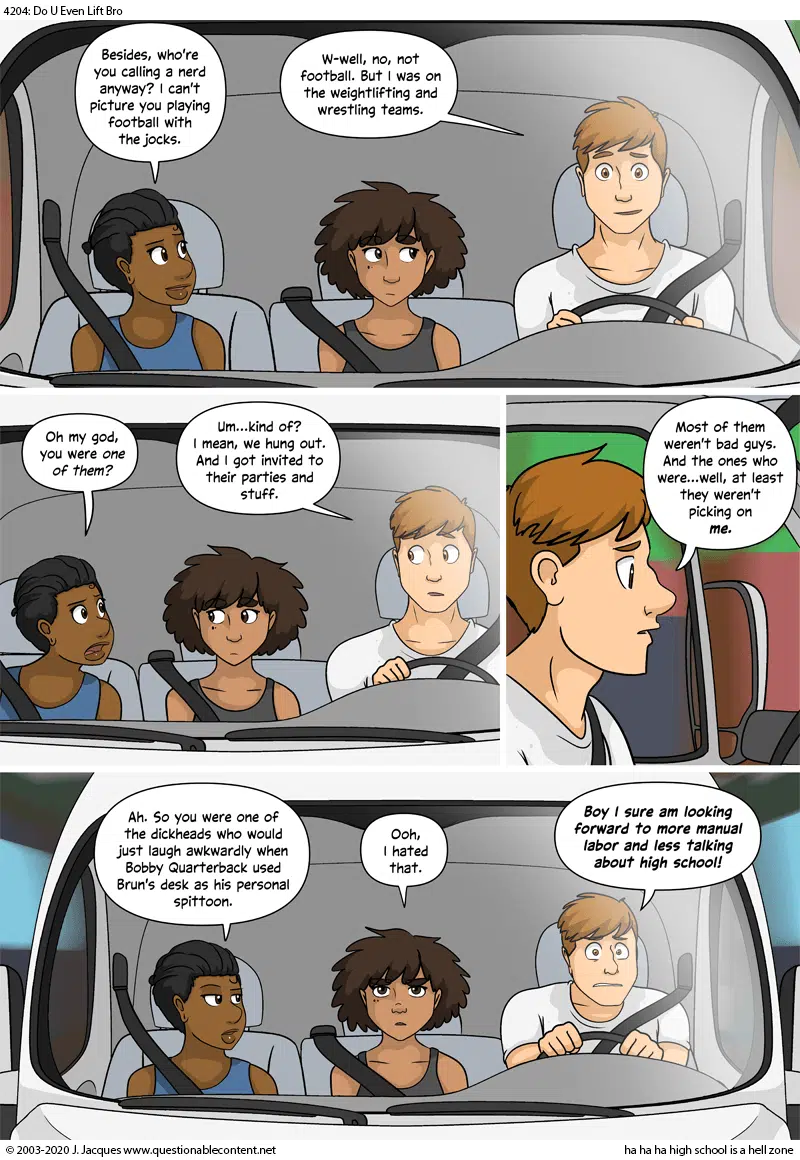 4204: Do U Even Lift Bro
Besides, who're
you calling a nerd
anyway? I can't
picture you playing
football with
the jocks.
W-well, no, not
football. But I was on
the weightlifting and
wrestling teams.
Oh my god,
you were one
of them?
Um...kind of?
I mean, we hung out.
And I got invited to
their parties and
stuff.
Most of them
weren't bad guys.
And the ones who
were...well, at least
they weren't
picking on
me.
Ah. So you were one of
the dickheads who would
just laugh awkwardly when
Bobby Quarterback used
Brun's desk as his personal
spittoon.
Ooh,
I hated
that.
Boy I sure am looking
forward to more manual
labor and less talking
about high school!
© 2003-2020 J. Jacques www.questionablecontent.net
ha ha ha high school is a hell zone